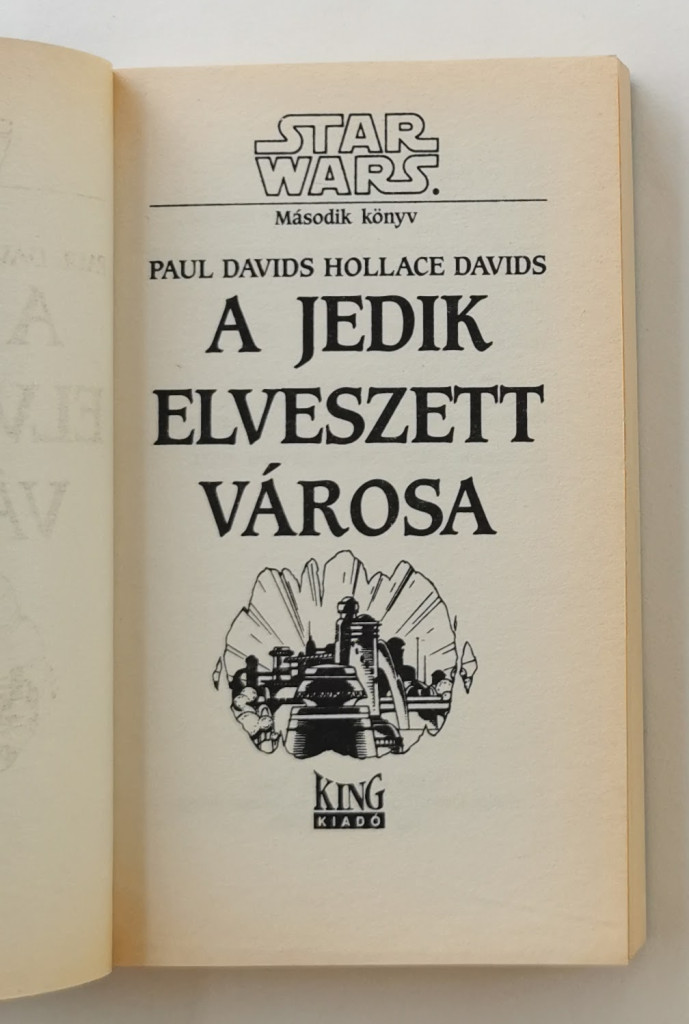 STAR
WARS.
Második könyv
PAUL DAVIDS HOLLACE DAVIDS
A JEDIK
ELVESZETT
VÁROSA
KING
KIADÓ